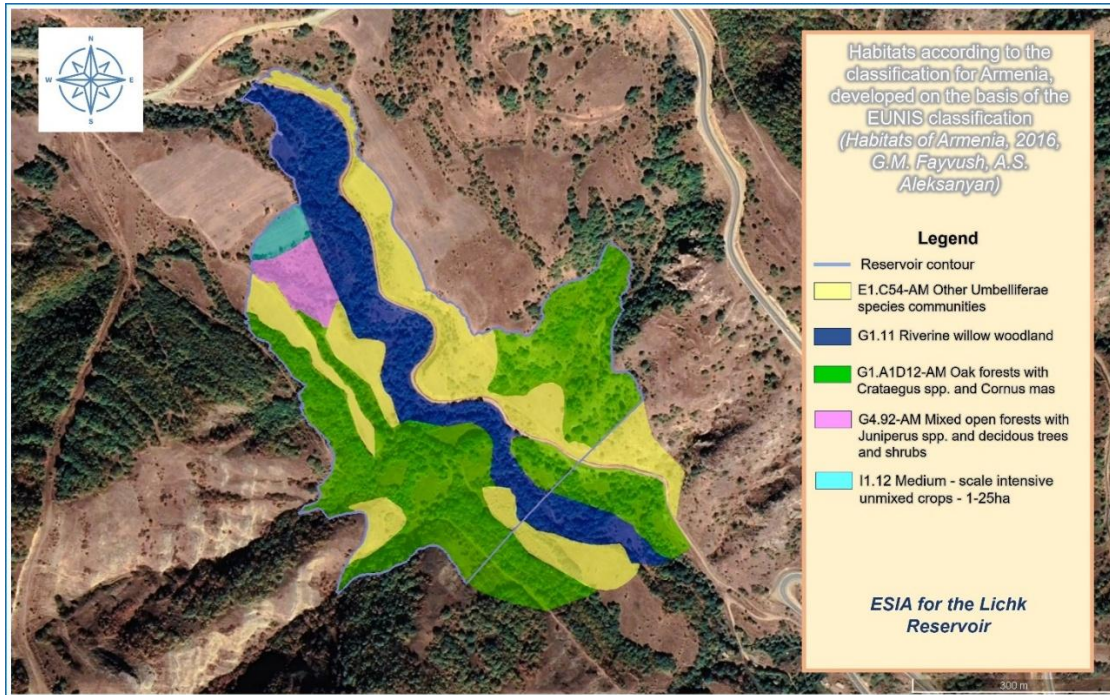 N
W
E
S
Habitats according to the
classification for Armenia,
developed on the basis of the
EUNIS classification
(Habitats of Armenia, 2016,
G.M. Fayvush, A.S.
Aleksanyan)
Legend
Reservoir contour
E1.C54-AM Other Umbelliferae
species communities
G1.11 Riverine willow woodland
G1.A1D12-AM Oak forests with
Crataegus spp. and Cornus mas
G4.92-AM Mixed open forests with
Juniperus spp. and decidous trees
and shrubs
I1.12 Medium - scale intensive
unmixed crops - 1-25ha
ESIA for the Lichk
Reservoir
300 m